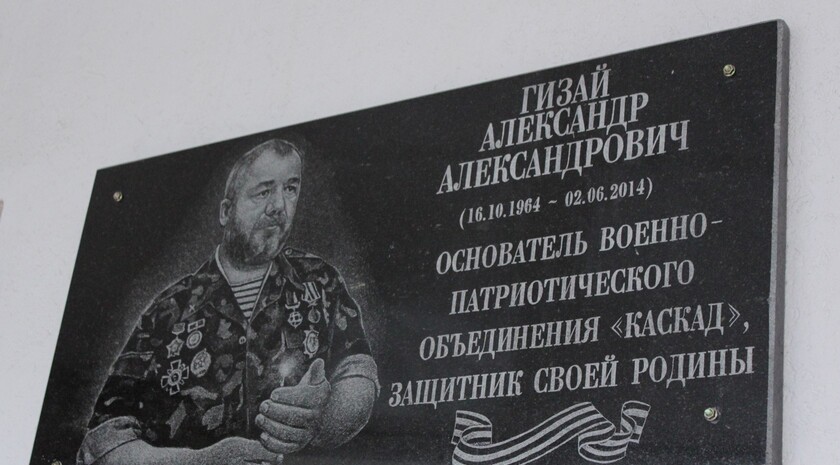 ГИЗАЙ
АЛЕКСАНДР
АЛЕКСАНДРОВИЧ
(16.10.1964 ~ 02.06.2014)
ОСНОВАТЕЛЬ ВОЕННО-
ПАТРИОТИЧЕСКОГО
ОБЪЕДИНЕНИЯ «КАСКАД»,
ЗАЩИТНИК СВОЕЙ РОДИНЫ